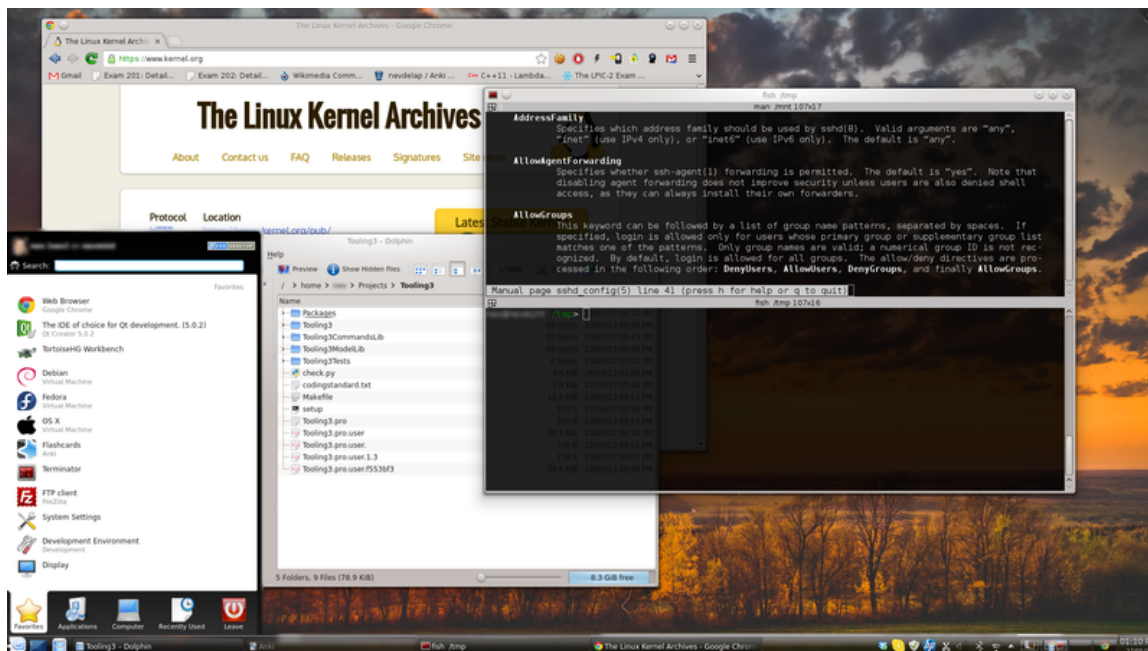 The Linux Kernel Archives - Google Chrome
The Linux Kernel Archiv
https://www.kernel.org
Gmail Exam 201: Detail... Exam 202: Detail... Wikimedia Comm... nevdelap / Anki ... C++11 - Lambda... The LPIC-2 Exam ...
The Linux Kernel Archives
About Contact us FAQ Releases Signatures Site
Protocol Location
Latest Stable
fish /tmp
man /mnt 107x17
AddressFamily
Specifies which address family should be used by sshd(8). Valid arguments are “any”,
“inet” (use IPv4 only), or “inet6” (use IPv6 only). The default is “any”.
AllowAgentForwarding
Specifies whether ssh-agent(1) forwarding is permitted. The default is “yes”. Note that
disabling agent forwarding does not improve security unless users are also denied shell
access, as they can always install their own forwarders.
AllowGroups
This keyword can be followed by a list of group name patterns, separated by spaces. If
specified, login is allowed only for users whose primary group or supplementary group list
matches one of the patterns. Only group names are valid; a numerical group ID is not rec‐
ognized. By default, login is allowed for all groups. The allow/deny directives are pro‐
cessed in the following order: DenyUsers, AllowUsers, DenyGroups, and finally AllowGroups.
Manual page sshd_config(5) line 41 (press h for help or q to quit)
fish /tmp 107x16
/tmp>
Tooling3 - Dolphin
Help
Preview Show Hidden Files
/ > home > Projects > Tooling3
Name
Packages
Tooling3
Tooling3CommandsLib
Tooling3ModelLib
Tooling3Tests
check.py
codingstandard.txt
Makefile
setup
Tooling3.pro
Tooling3.pro.user
Tooling3.pro.user.
Tooling3.pro.user.1.3
Tooling3.pro.user.f553bf3
5 Folders, 9 Files (78.9 KiB)
8.3 GiB free
Search:
Favorites
Web Browser
Google Chrome
The IDE of choice for Qt development. (5.0.2)
Qt Creator 5.0.2
TortoiseHG Workbench
Debian
Virtual Machine
Fedora
Virtual Machine
OS X
Virtual Machine
Flashcards
Anki
Terminator
FTP client
FileZilla
System Settings
Development Environment
Development
Display
Favorites Applications Computer Recently Used Leave
Tooling3 - Dolphin Anki fish /tmp The Linux Kernel Archives - Google Chrom
01:10